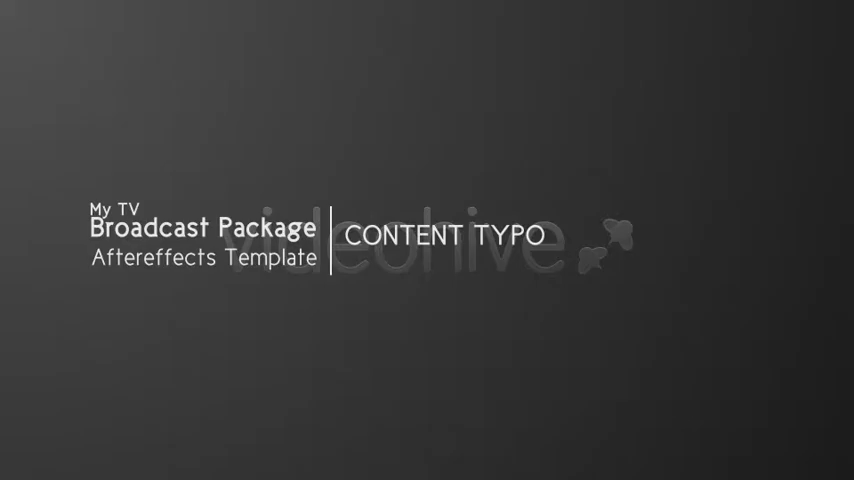 My TV
Broadcast Package
Aftereffects Template
CONTENT TYPO
videohive